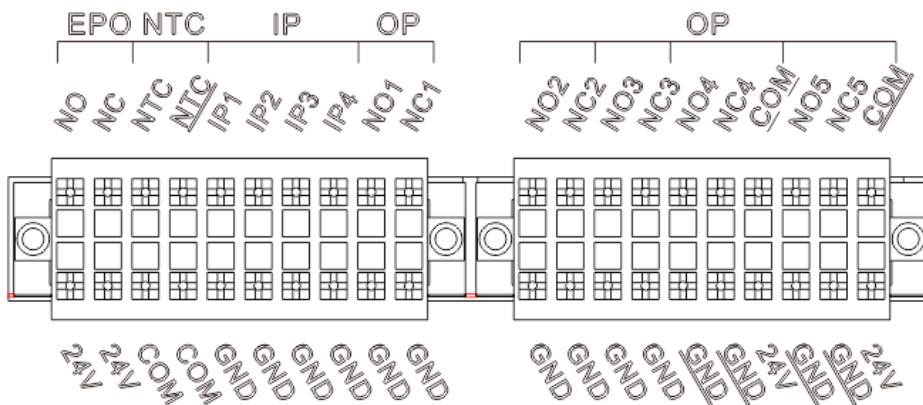 EPO NTC IP OP OP
NO NC NTC NTC IP1 IP2 IP3 IP4 NO1 NC1 NO2 NC2 NO3 NC3 NO4 NC4 COM NO5 NC5 COM
24V 24V COM COM GND GND GND GND GND GND GND GND GND GND GND GND 24V GND GND 24V